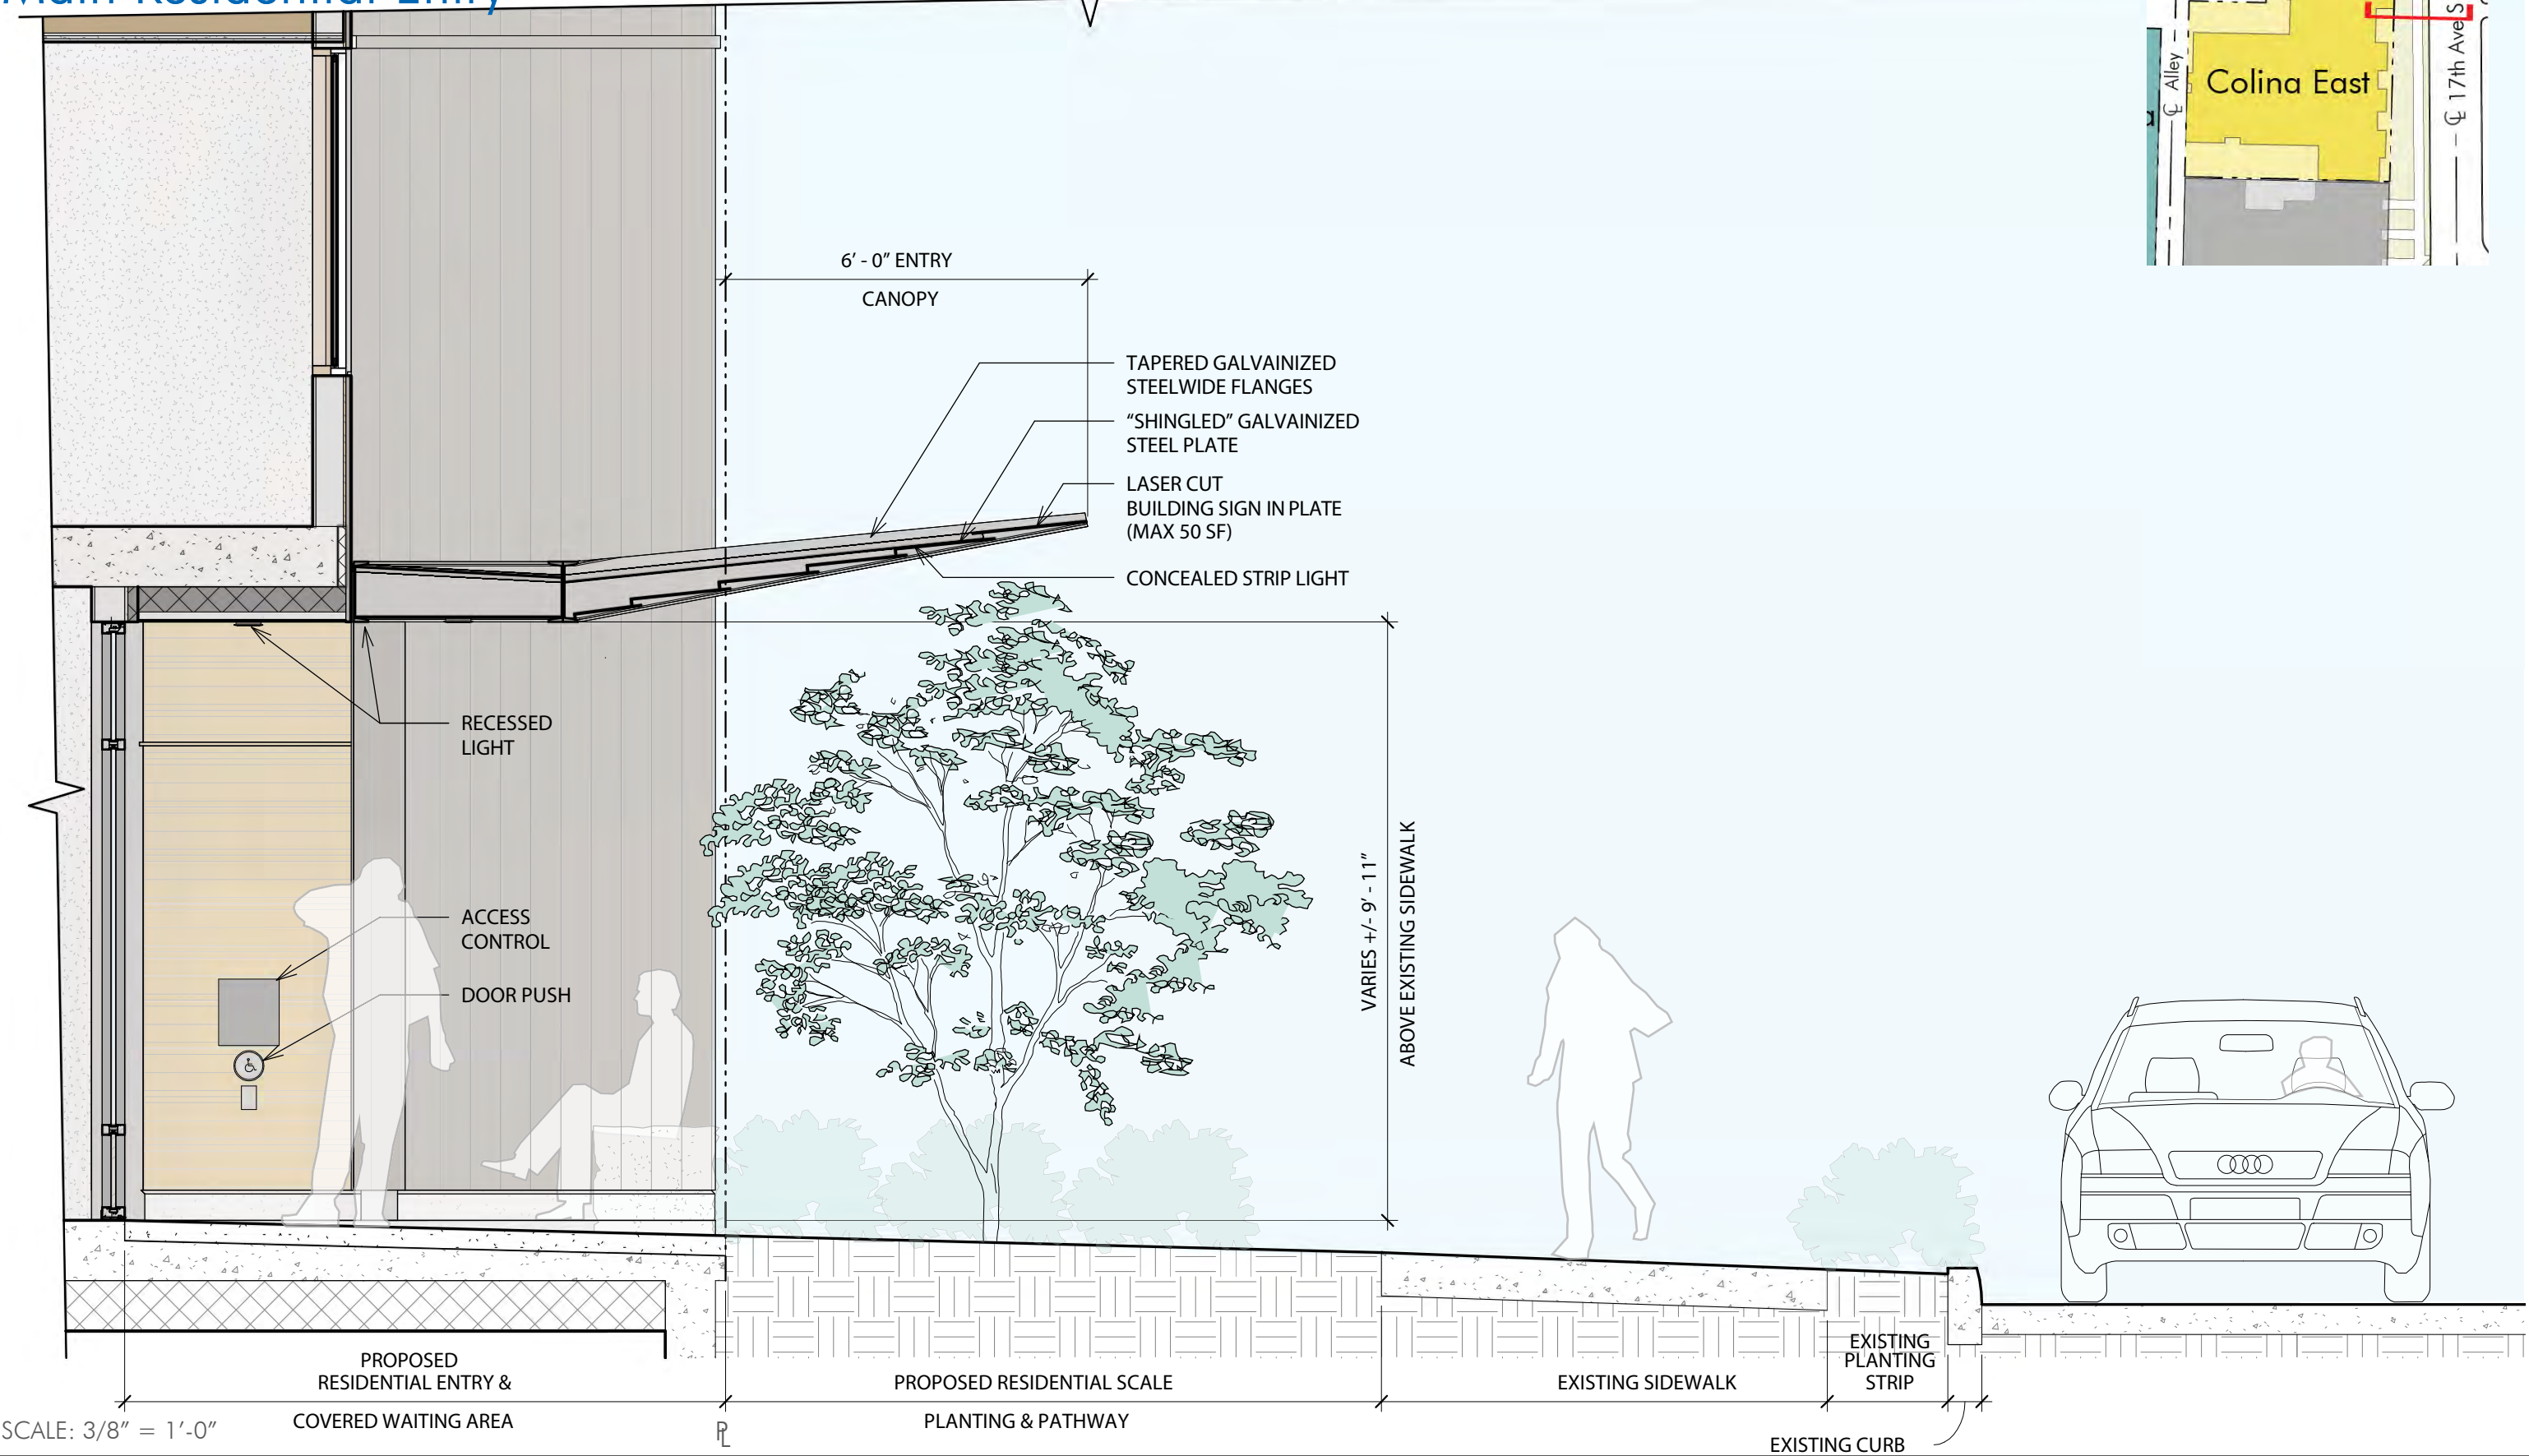 Main Residential Entry
Alley
Colina East
17th Ave S
6' - 0" ENTRY
CANOPY
TAPERED GALVAINIZED
STEELWIDE FLANGES
“SHINGLED” GALVAINIZED
STEEL PLATE
LASER CUT
BUILDING SIGN IN PLATE
(MAX 50 SF)
CONCEALED STRIP LIGHT
RECESSED
LIGHT
ACCESS
CONTROL
DOOR PUSH
VARIES +/- 9' - 11"
ABOVE EXISTING SIDEWALK
PROPOSED
RESIDENTIAL ENTRY &
COVERED WAITING AREA
PROPOSED RESIDENTIAL SCALE
PLANTING & PATHWAY
EXISTING SIDEWALK
EXISTING
PLANTING
STRIP
EXISTING CURB
SCALE: 3/8" = 1'-0"
PL